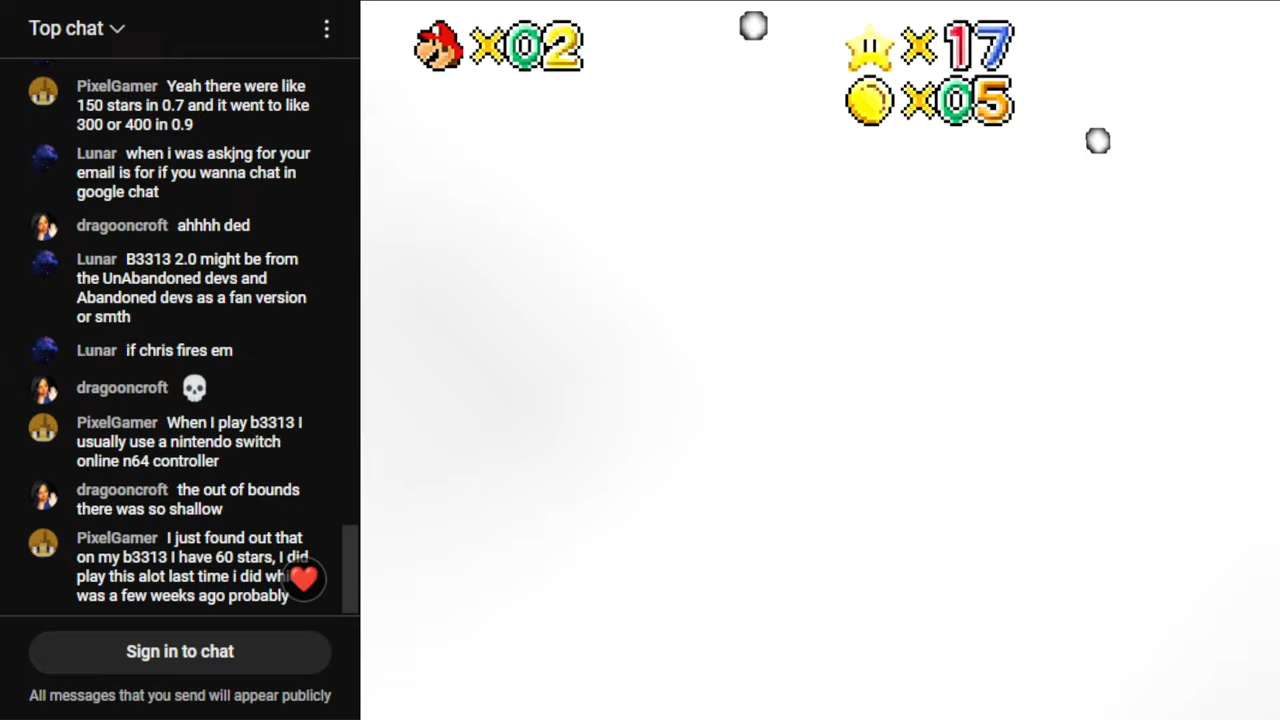 Top chat
PixelGamer Yeah there were like
150 stars in 0.7 and it went to like
300 or 400 in 0.9
Lunar when i was askjng for your
email is for if you wanna chat in
google chat
dragooncroft ahhhh ded
Lunar B3313 2.0 might be from
the UnAbandoned devs and
Abandoned devs as a fan version
or smth
Lunar if chris fires em
dragooncroft
PixelGamer When I play b3313 I
usually use a nintendo switch
online n64 controller
dragooncroft the out of bounds
there was so shallow
PixelGamer I just found out that
on my b3313 I have 60 stars, I did
play this alot last time i did
was a few weeks ago probably
Sign in to chat
All messages that you send will appear publicly
×02
×17
×05